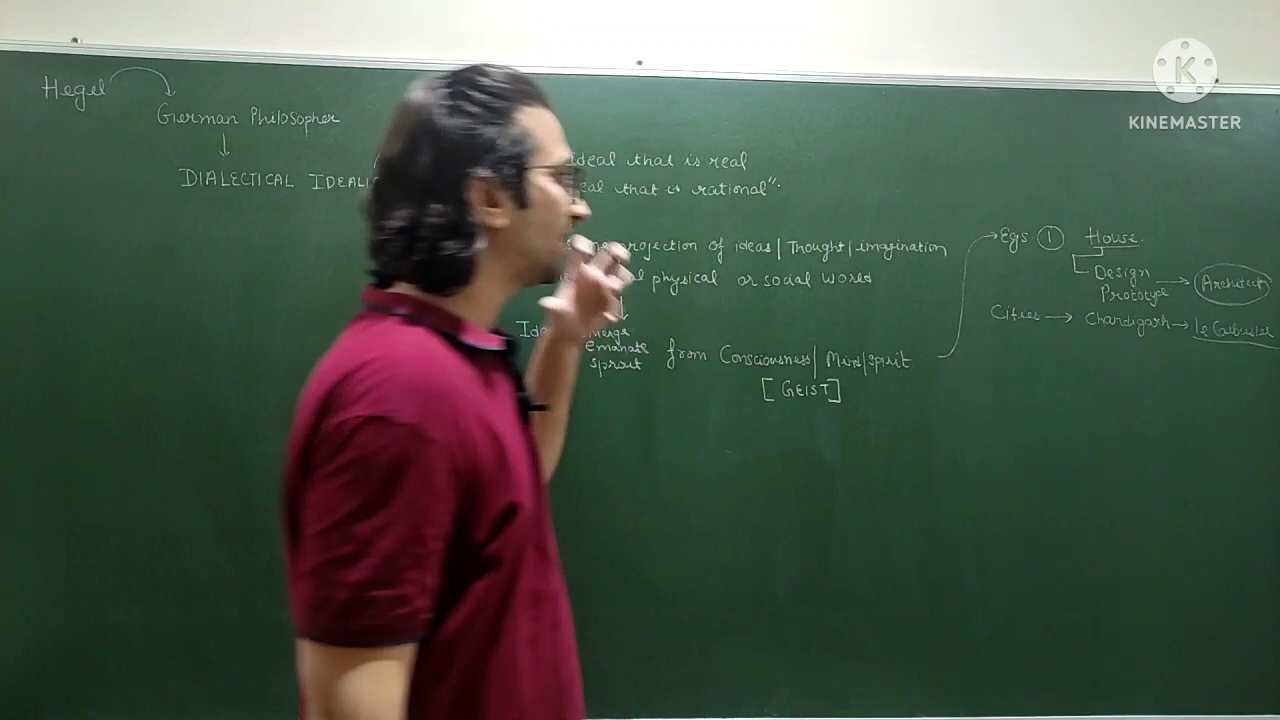 Hegel
German Philosopher
DIALECTICAL
Ideal that is real
that is rational".
projection of ideas / Thought / imagination
physical or social world
emanate
sprout
from Consciousness / Mind / Spirit
[GEIST]
Egs. 1 House.
Design
Prototype → Architect
Cities → Chandigarh → le Corbusier
K
KINEMASTER